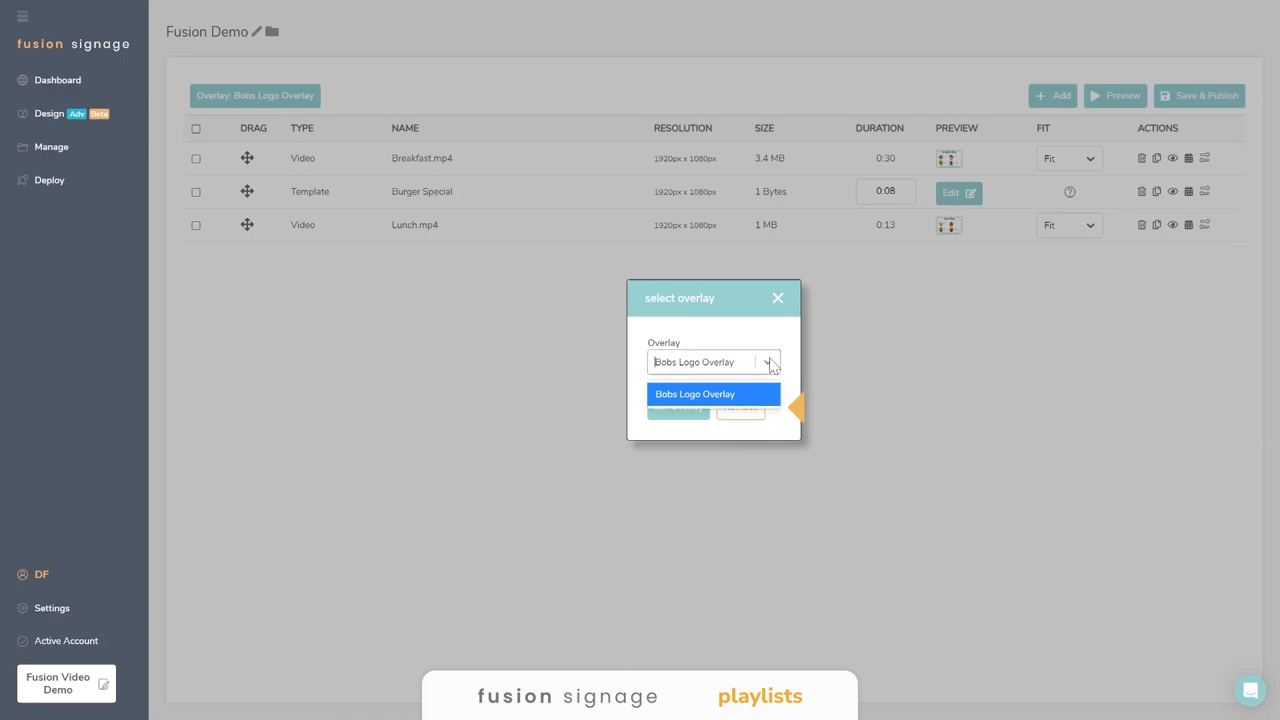 fusion signage
Dashboard
Design Adv Beta
Manage
Deploy
DF
Settings
Active Account
Fusion Video
Demo
Fusion Demo
Overlay: Bobs Logo Overlay
Add
Preview
Save & Publish
DRAG TYPE NAME RESOLUTION SIZE DURATION PREVIEW FIT ACTIONS
Video Breakfast.mp4 1920px x 1080px 3.4 MB 0:30 Fit
Template Burger Special 1920px x 1080px 1 Bytes 0:08 Edit
Video Lunch.mp4 1920px x 1080px 1 MB 0:13 Fit
select overlay
Overlay
Bobs Logo Overlay
Bobs Logo Overlay
fusion signage playlists